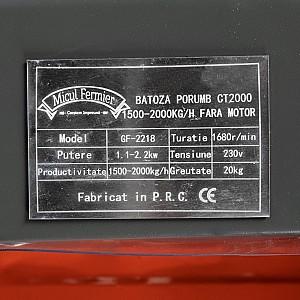 Micul Fermier
BATOZA PORUMB CT2000
1500-2000KG/H FARA MOTOR
Model GF-2218 Turatie 1680r/min
Putere 1.1-2.2kw Tensiune 230v
Productivitate 1500-2000kg/h Greutate 20kg
Fabricat in P.R.C. CE